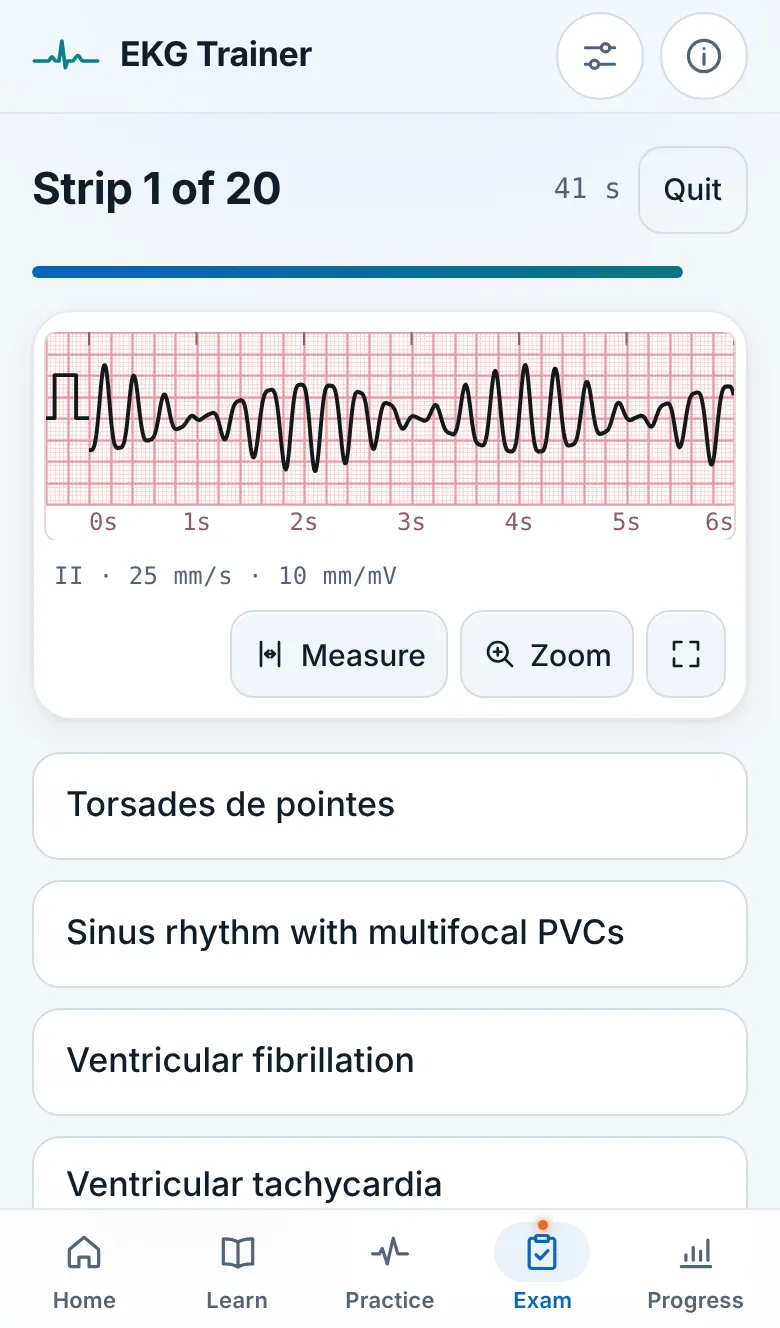 EKG Trainer
Strip 1 of 20
41 s
Quit
0s 1s 2s 3s 4s 5s 6s
II · 25 mm/s · 10 mm/mV
Measure
Zoom
Torsades de pointes
Sinus rhythm with multifocal PVCs
Ventricular fibrillation
Ventricular tachycardia
Home
Learn
Practice
Exam
Progress